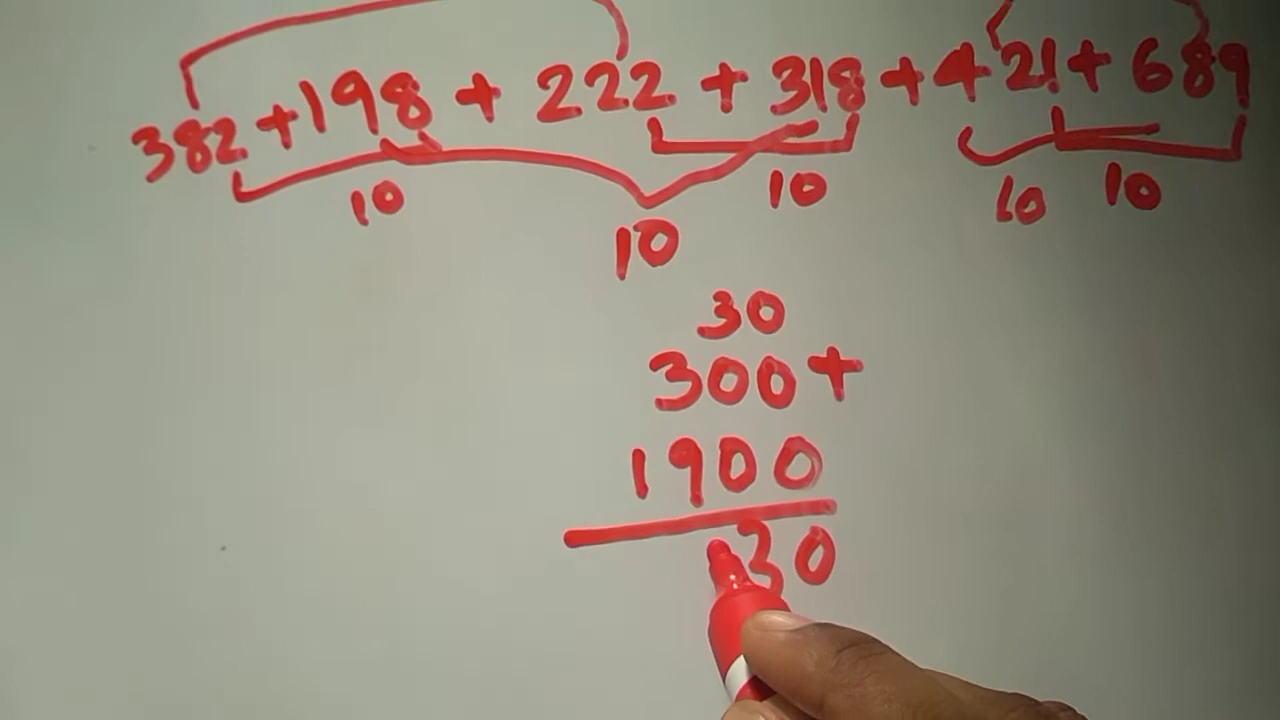 382 + 198 + 222 + 318 + 421 + 689
10 10 10 10
10
30
300 +
1900
30